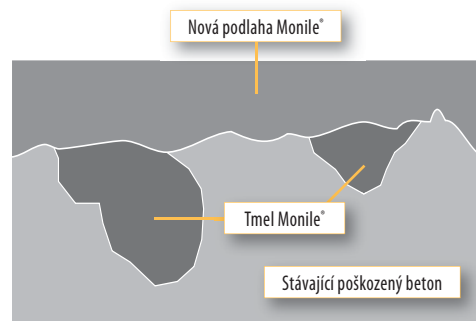 Nová podlaha Monile®
Tmel Monile®
Stávající poškozený beton